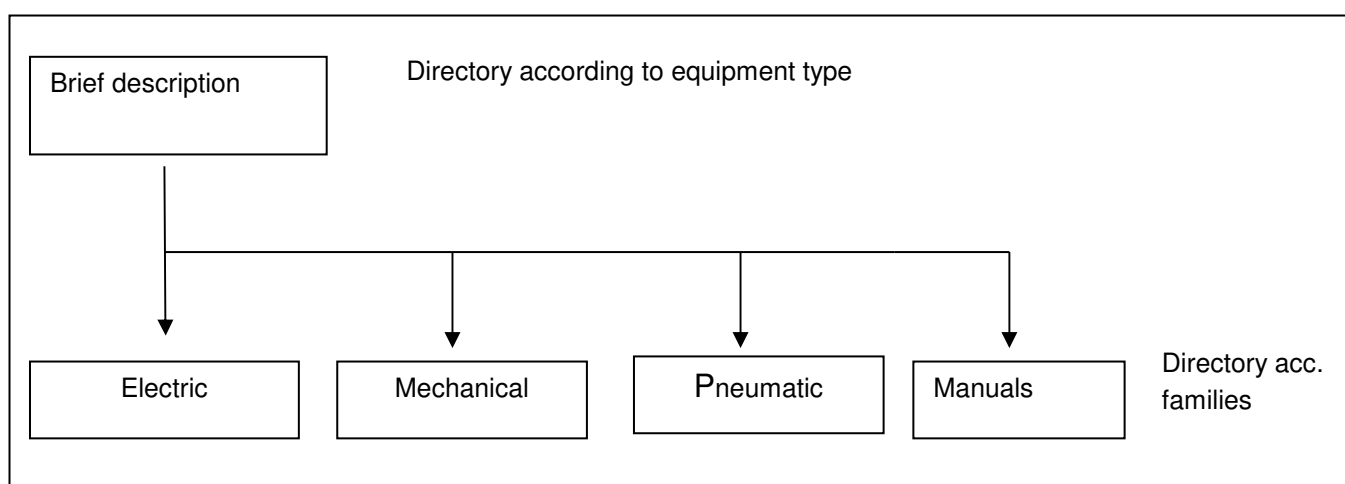 Brief description
Directory according to equipment type
Electric
Mechanical
Pneumatic
Manuals
Directory acc.
families